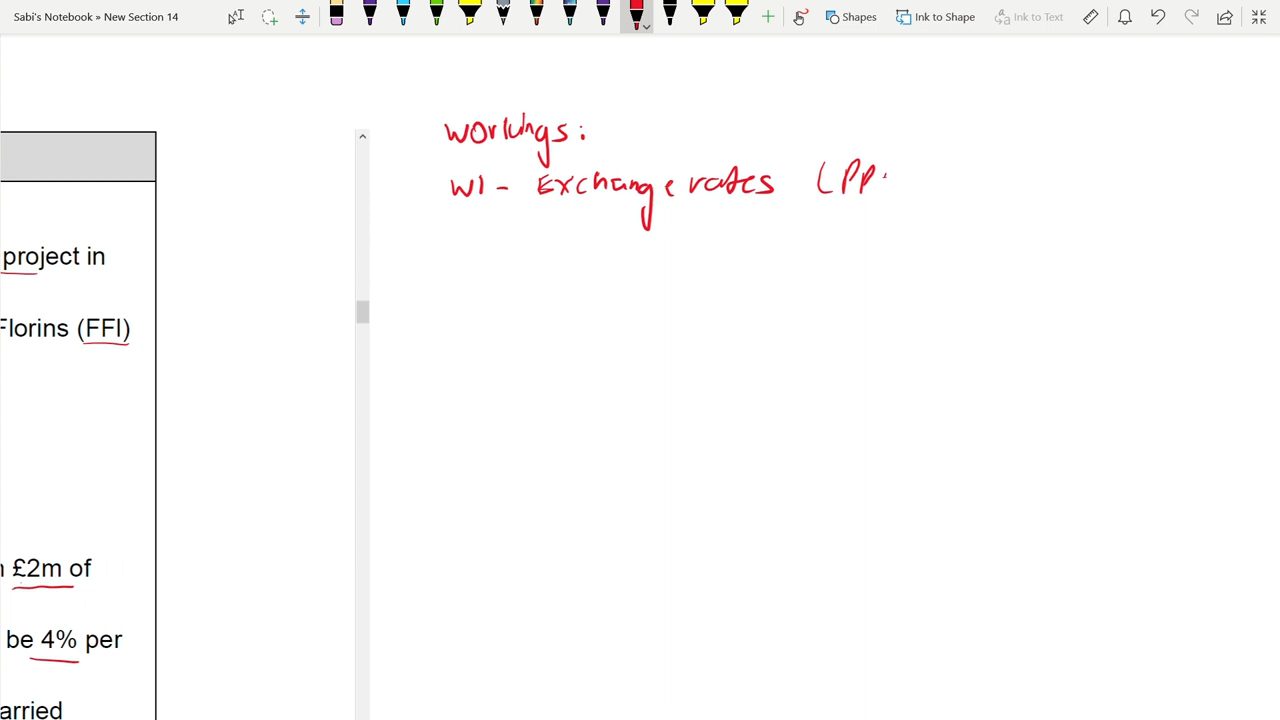 Sabi's Notebook » New Section 14
Shapes
Ink to Shape
Ink to Text
project in
Florins (FFI)
£2m of
be 4% per
arried
Workings:
W1 - Exchange rates (PP